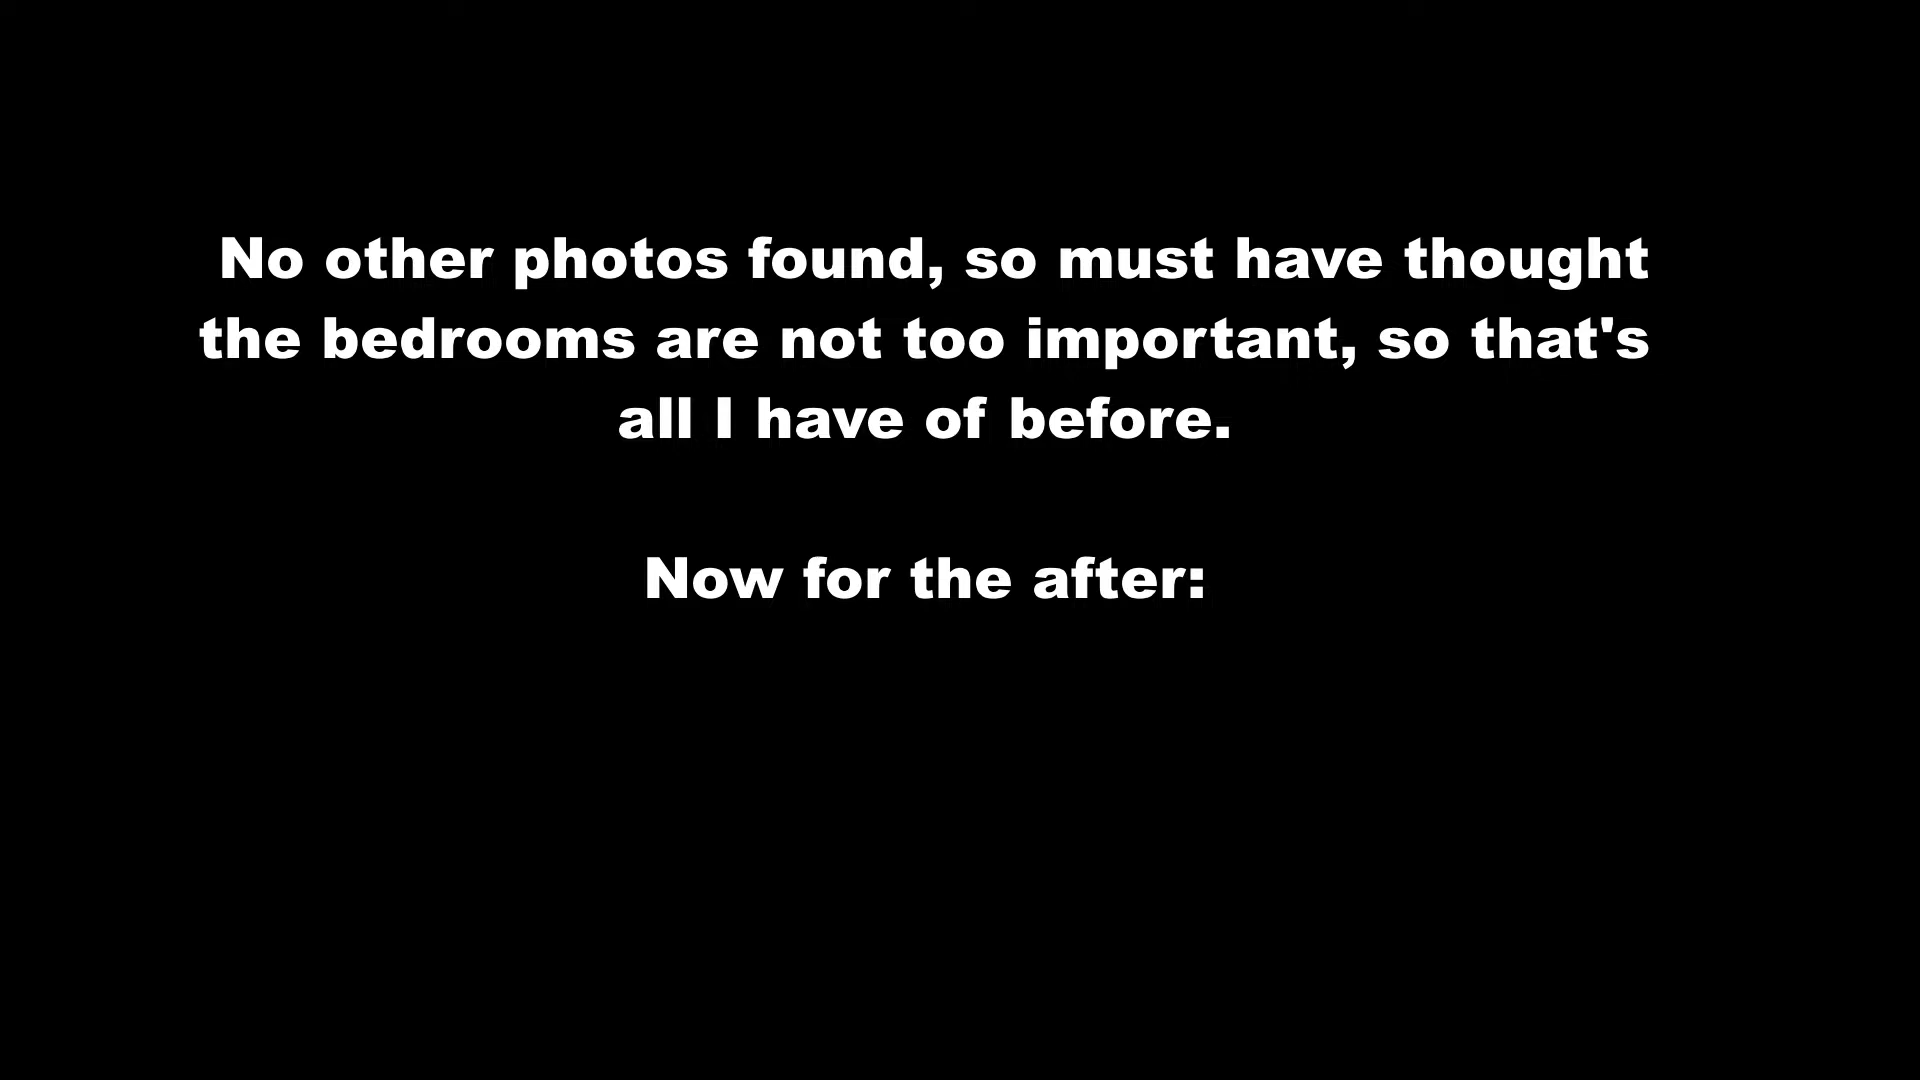 No other photos found, so must have thought
the bedrooms are not too important, so that's
all I have of before.
Now for the after: